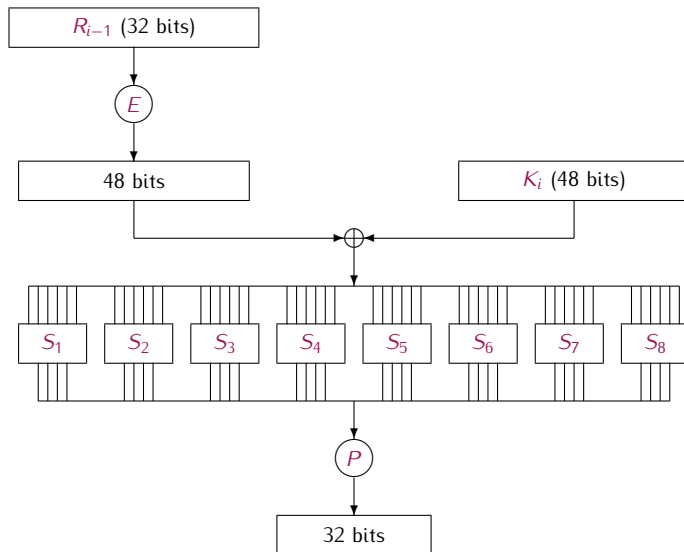 R_{i−1} (32 bits)
E
48 bits
K_i (48 bits)
S_1 S_2 S_3 S_4 S_5 S_6 S_7 S_8
P
32 bits